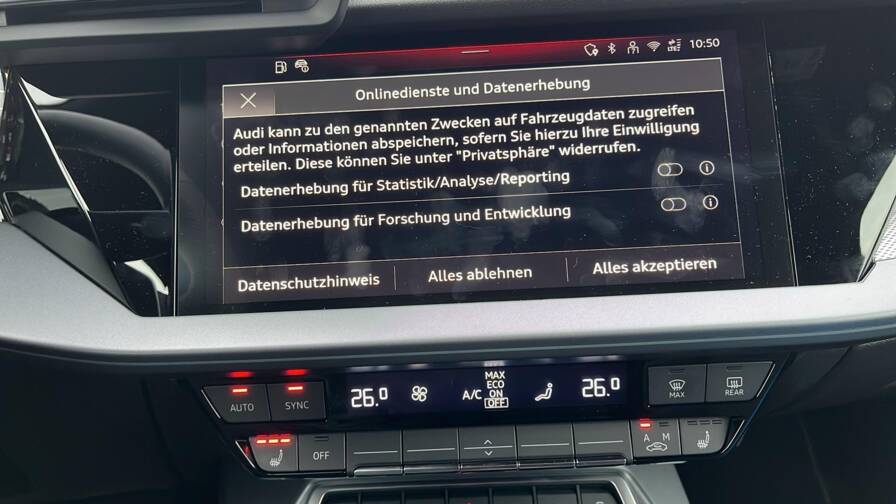 10:50
Onlinedienste und Datenerhebung
Audi kann zu den genannten Zwecken auf Fahrzeugdaten zugreifen
oder Informationen abspeichern, sofern Sie hierzu Ihre Einwilligung
erteilen. Diese können Sie unter "Privatsphäre" widerrufen.
Datenerhebung für Statistik/Analyse/Reporting
Datenerhebung für Forschung und Entwicklung
Datenschutzhinweis Alles ablehnen Alles akzeptieren
MAX
ECO
26.0 A/C ON 26.0
OFF
AUTO SYNC MAX REAR
OFF A M